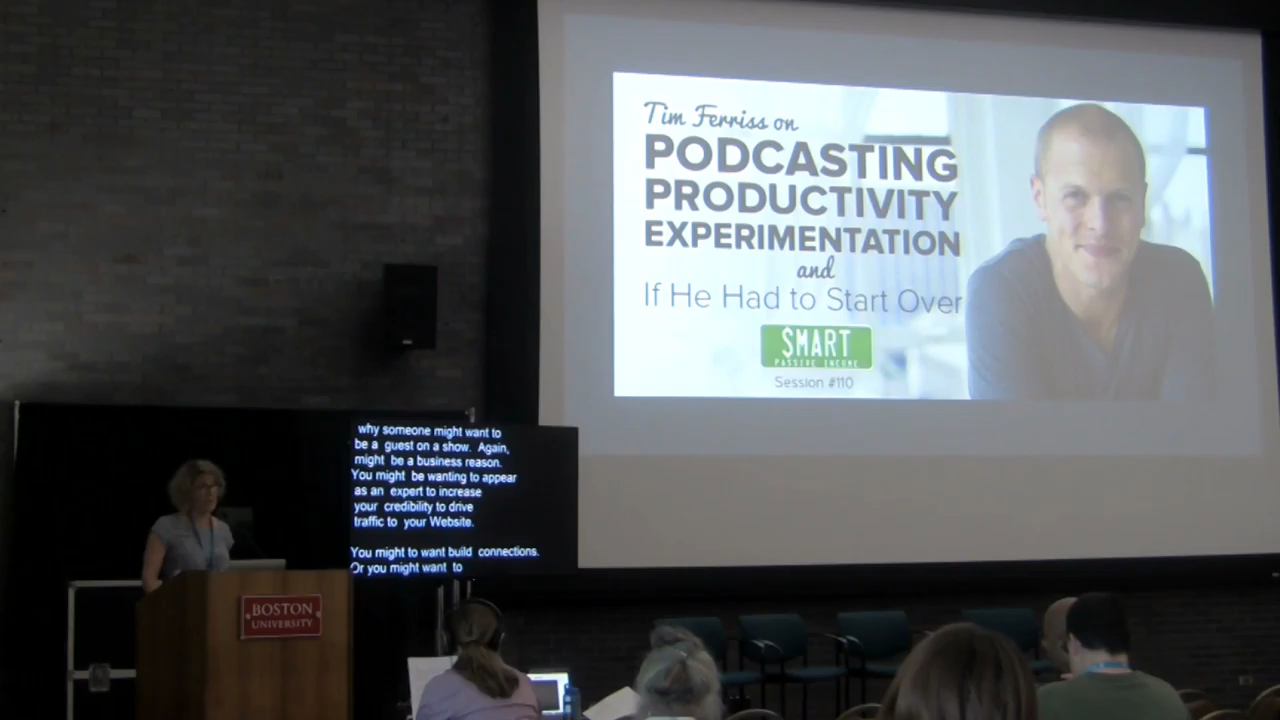 Tim Ferriss on
PODCASTING
PRODUCTIVITY
EXPERIMENTATION
and
If He Had to Start Over
$MART
PASSIVE INCOME
Session #110
why someone might want to
be a guest on a show. Again,
might be a business reason.
You might be wanting to appear
as an expert to increase
your credibility to drive
traffic to your Website.
You might to want build connections.
Or you might want to
BOSTON
UNIVERSITY